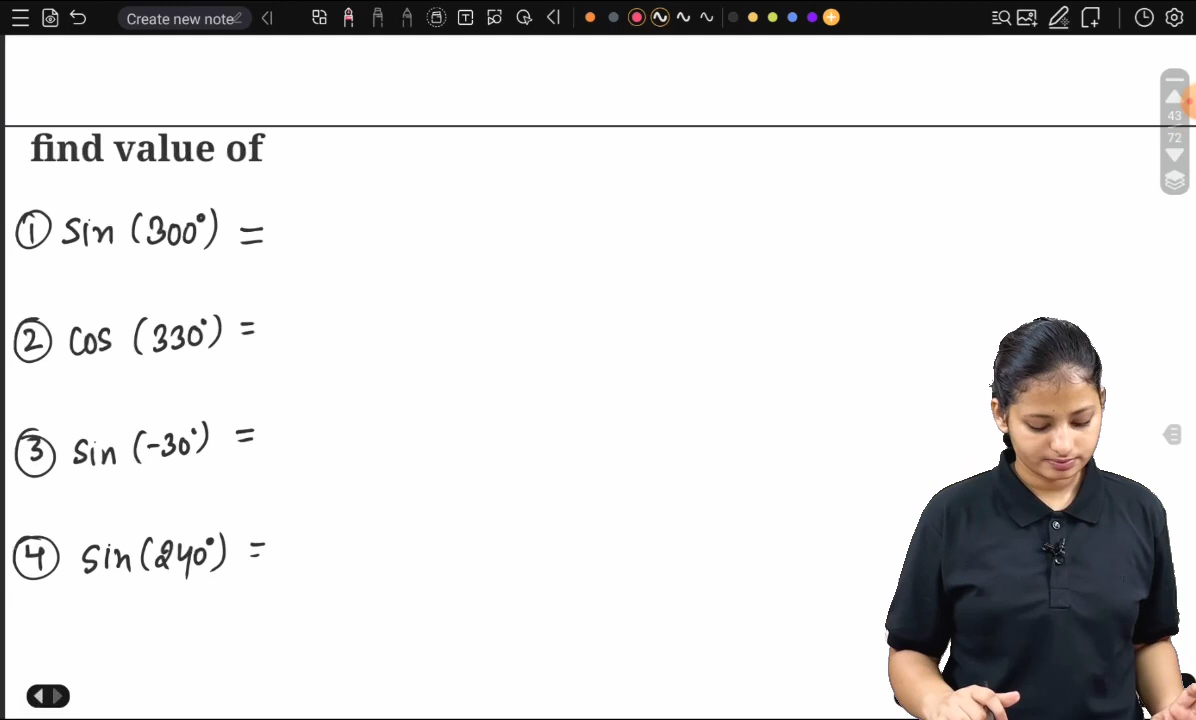 Create new note
43
72
find value of
① Sin (300°) =
② Cos (330°) =
③ Sin (-30°) =
④ Sin (240°) =